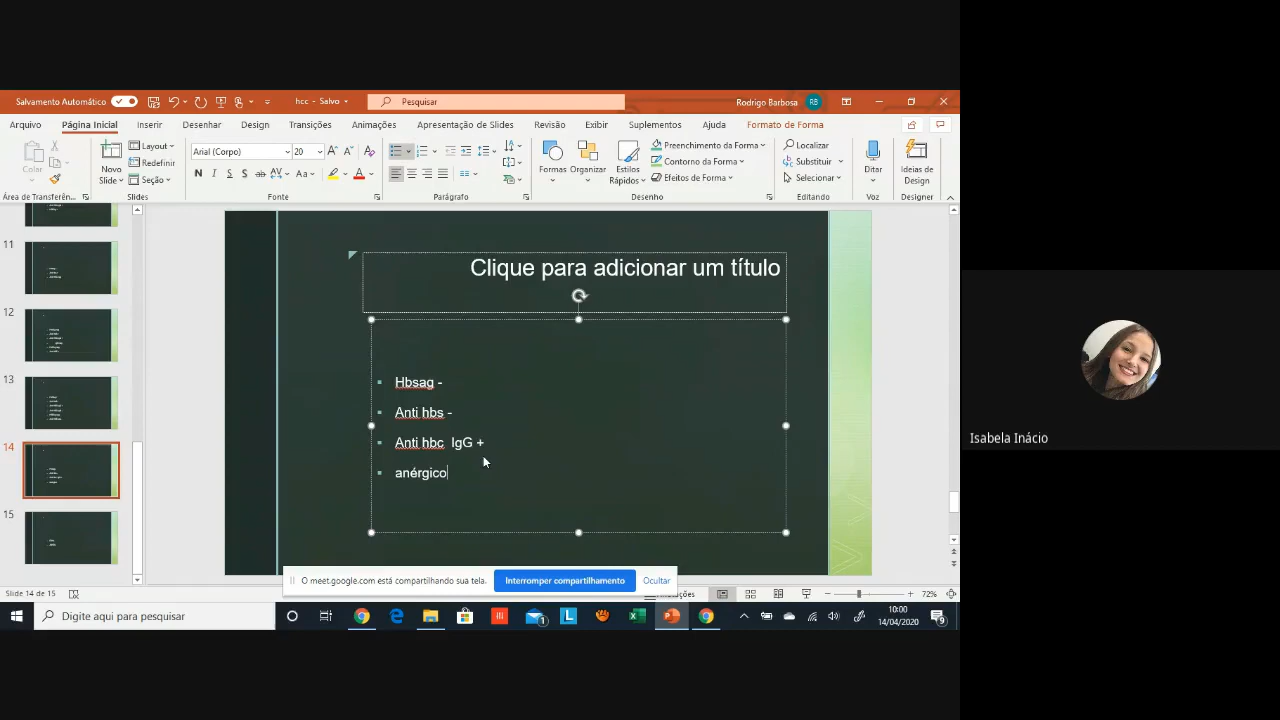 Salvamento Automático
hcc - Salvo
Pesquisar
Rodrigo Barbosa
RB
Arquivo
Página Inicial
Inserir
Desenhar
Design
Transições
Animações
Apresentação de Slides
Revisão
Exibir
Suplementos
Ajuda
Formato de Forma
Colar
Novo
Slide
Layout
Redefinir
Seção
Arial (Corpo)
20
N I S S ab AV Aa A
Formas
Organizar
Estilos
Rápidos
Preenchimento da Forma
Contorno da Forma
Efeitos de Forma
Localizar
Substituir
Selecionar
Ditar
Ideias de
Design
Área de Transferên...
Slides
Fonte
Parágrafo
Desenho
Editando
Voz
Designer
11
12
13
14
15
Clique para adicionar um título
Hbsag -
Anti hbs -
Anti hbc IgG +
anérgico
Isabela Inácio
O meet.google.com está compartilhando sua tela.
Interromper compartilhamento
Ocultar
Slide 14 de 15
72%
Digite aqui para pesquisar
10:00
14/04/2020